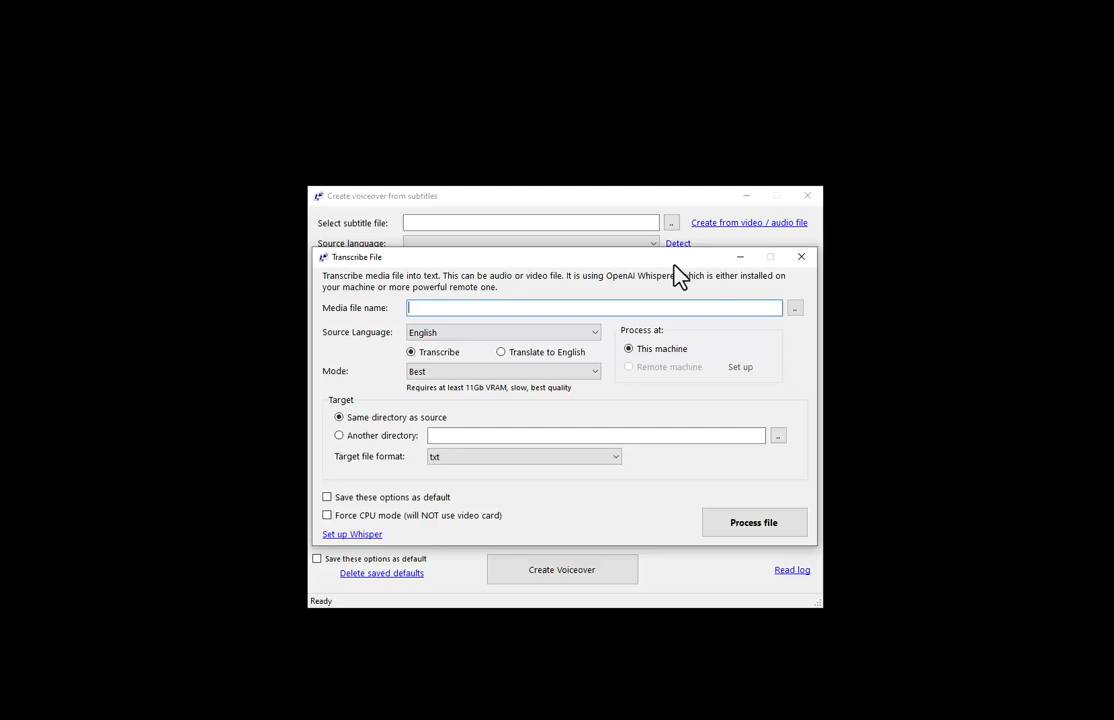 Create voiceover from subtitles
Select subtitle file: .. Create from video / audio file
Source language: Detect
Transcribe File
Transcribe media file into text. This can be audio or video file. It is using OpenAI Whisper which is either installed on
your machine or more powerful remote one.
Media file name: ..
Source Language: English Process at:
Transcribe Translate to English This machine
Mode: Best Remote machine Set up
Requires at least 11Gb VRAM, slow, best quality
Target
Same directory as source
Another directory: ..
Target file format: txt
Save these options as default
Force CPU mode (will NOT use video card)
Process file
Set up Whisper
Save these options as default
Create Voiceover
Delete saved defaults Read log
Ready